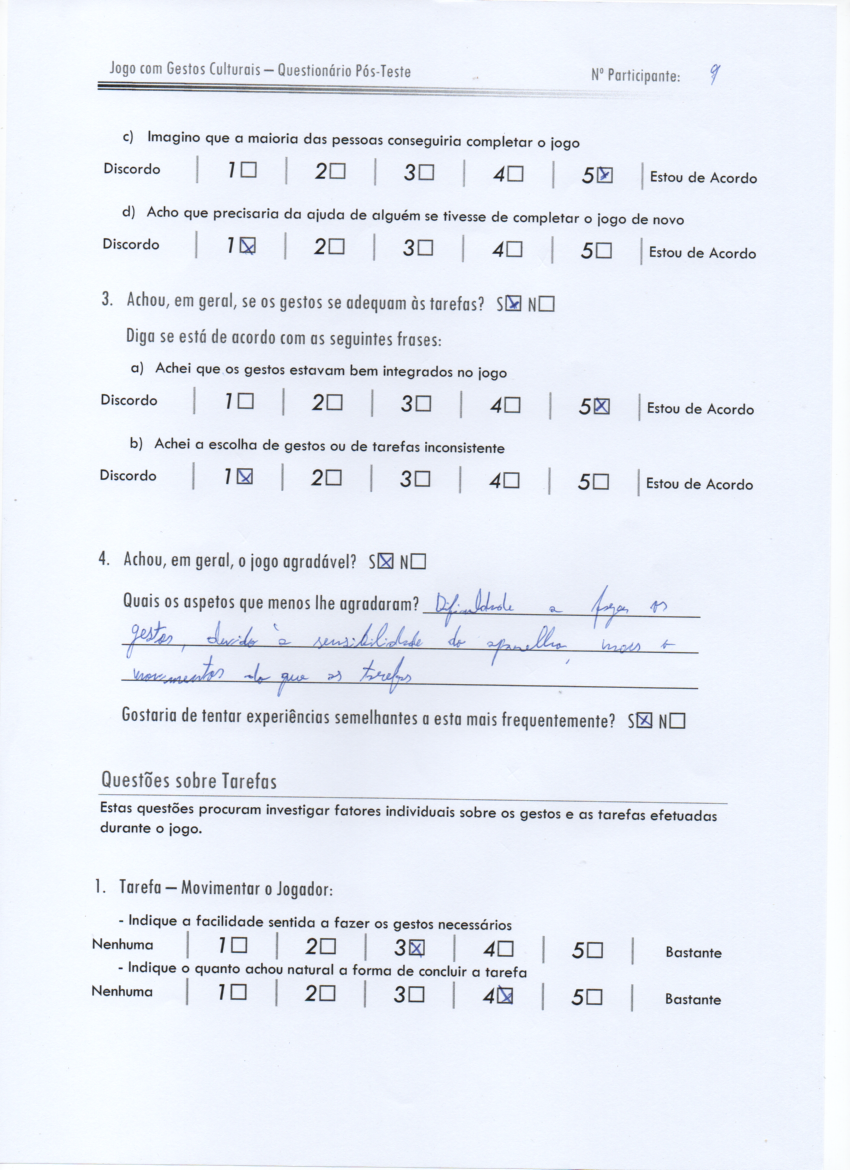 Jogo com Gestos Culturais – Questionário Pós-Teste Nº Participante: 9
c) Imagino que a maioria das pessoas conseguiria completar o jogo
Discordo | 1☐ | 2☐ | 3☐ | 4☐ | 5☒ | Estou de Acordo
d) Acho que precisaria da ajuda de alguém se tivesse de completar o jogo de novo
Discordo | 1☒ | 2☐ | 3☐ | 4☐ | 5☐ | Estou de Acordo
3. Achou, em geral, se os gestos se adequam às tarefas? S☒ N☐
Diga se está de acordo com as seguintes frases:
a) Achei que os gestos estavam bem integrados no jogo
Discordo | 1☐ | 2☐ | 3☐ | 4☐ | 5☒ | Estou de Acordo
b) Achei a escolha de gestos ou de tarefas inconsistente
Discordo | 1☒ | 2☐ | 3☐ | 4☐ | 5☐ | Estou de Acordo
4. Achou, em geral, o jogo agradável? S☒ N☐
Quais os aspetos que menos lhe agradaram? Dificuldade a fazer os
gestos, devido à sensibilidade do aparelho, mais
movimentos do que as tarefas
Gostaria de tentar experiências semelhantes a esta mais frequentemente? S☒ N☐
Questões sobre Tarefas
Estas questões procuram investigar fatores individuais sobre os gestos e as tarefas efetuadas
durante o jogo.
1. Tarefa – Movimentar o Jogador:
- Indique a facilidade sentida a fazer os gestos necessários
Nenhuma | 1☐ | 2☐ | 3☒ | 4☐ | 5☐ | Bastante
- Indique o quanto achou natural a forma de concluir a tarefa
Nenhuma | 1☐ | 2☐ | 3☐ | 4☒ | 5☐ | Bastante